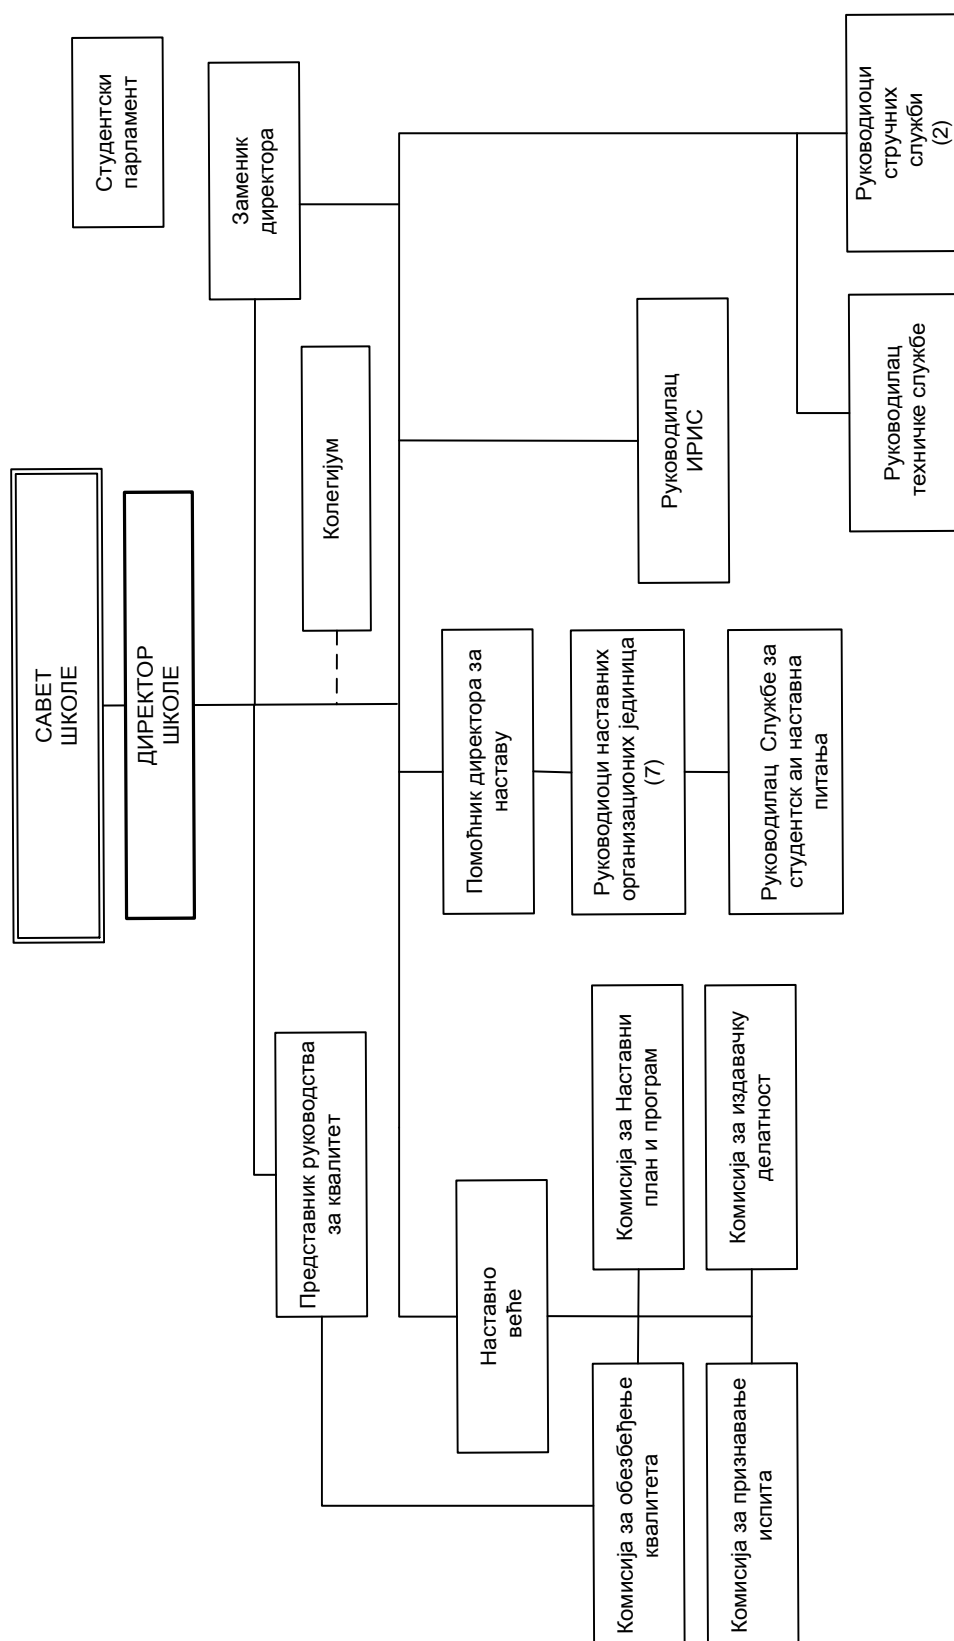 САВЕТ
ШКОЛЕ
ДИРЕКТОР
ШКОЛЕ
Студентски
парламент
Заменик
директора
Представник руководства
за квалитет
Колегијум
Наставно
веће
Помоћник директора за
наставу
Руководилац
ИРИС
Руководиоци наставних
организационих јединица
(7)
Комисија за обезбеђење
квалитета
Комисија за Наставни
план и програм
Комисија за признавање
испита
Комисија за издавачку
делатност
Руководилац Службе за
студентск аи наставна
питања
Руководилац
техничке службе
Руководиоци
стручних
служби
(2)